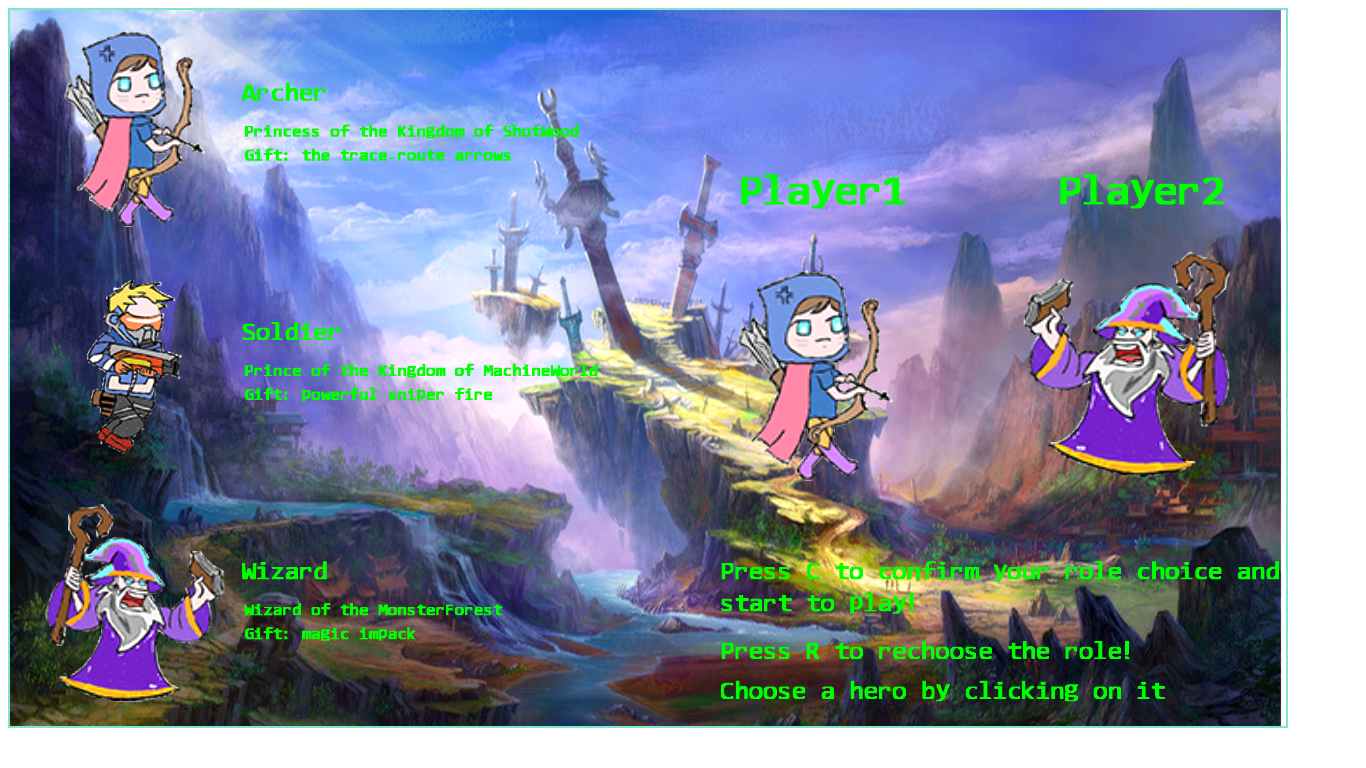 Archer
Princess of the Kingdom of ShotWood
Gift: the trace-route arrows
Soldier
Prince of the Kingdom of MachineWorld
Gift: powerful sniper fire
Wizard
Wizard of the MonsterForest
Gift: magic impack
Player1
Player2
Press C to confirm your role choice and
start to play!
Press R to rechoose the role!
Choose a hero by clicking on it